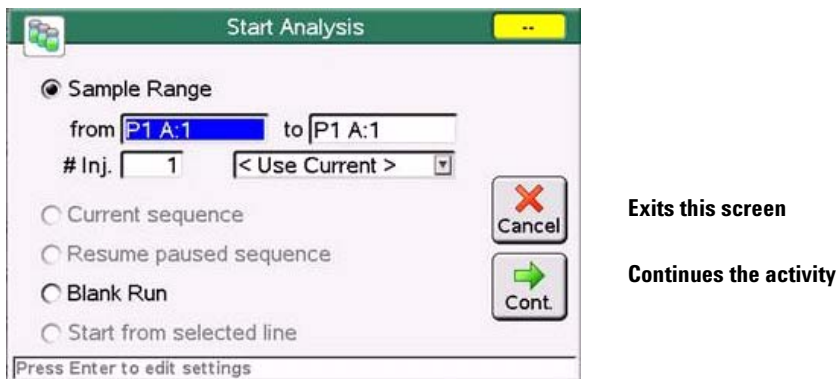 Start Analysis --
Sample Range
from P1 A:1 to P1 A:1
# Inj. 1 < Use Current >
Current sequence
Resume paused sequence
Blank Run
Start from selected line
Press Enter to edit settings
Cancel
Cont.
Exits this screen
Continues the activity